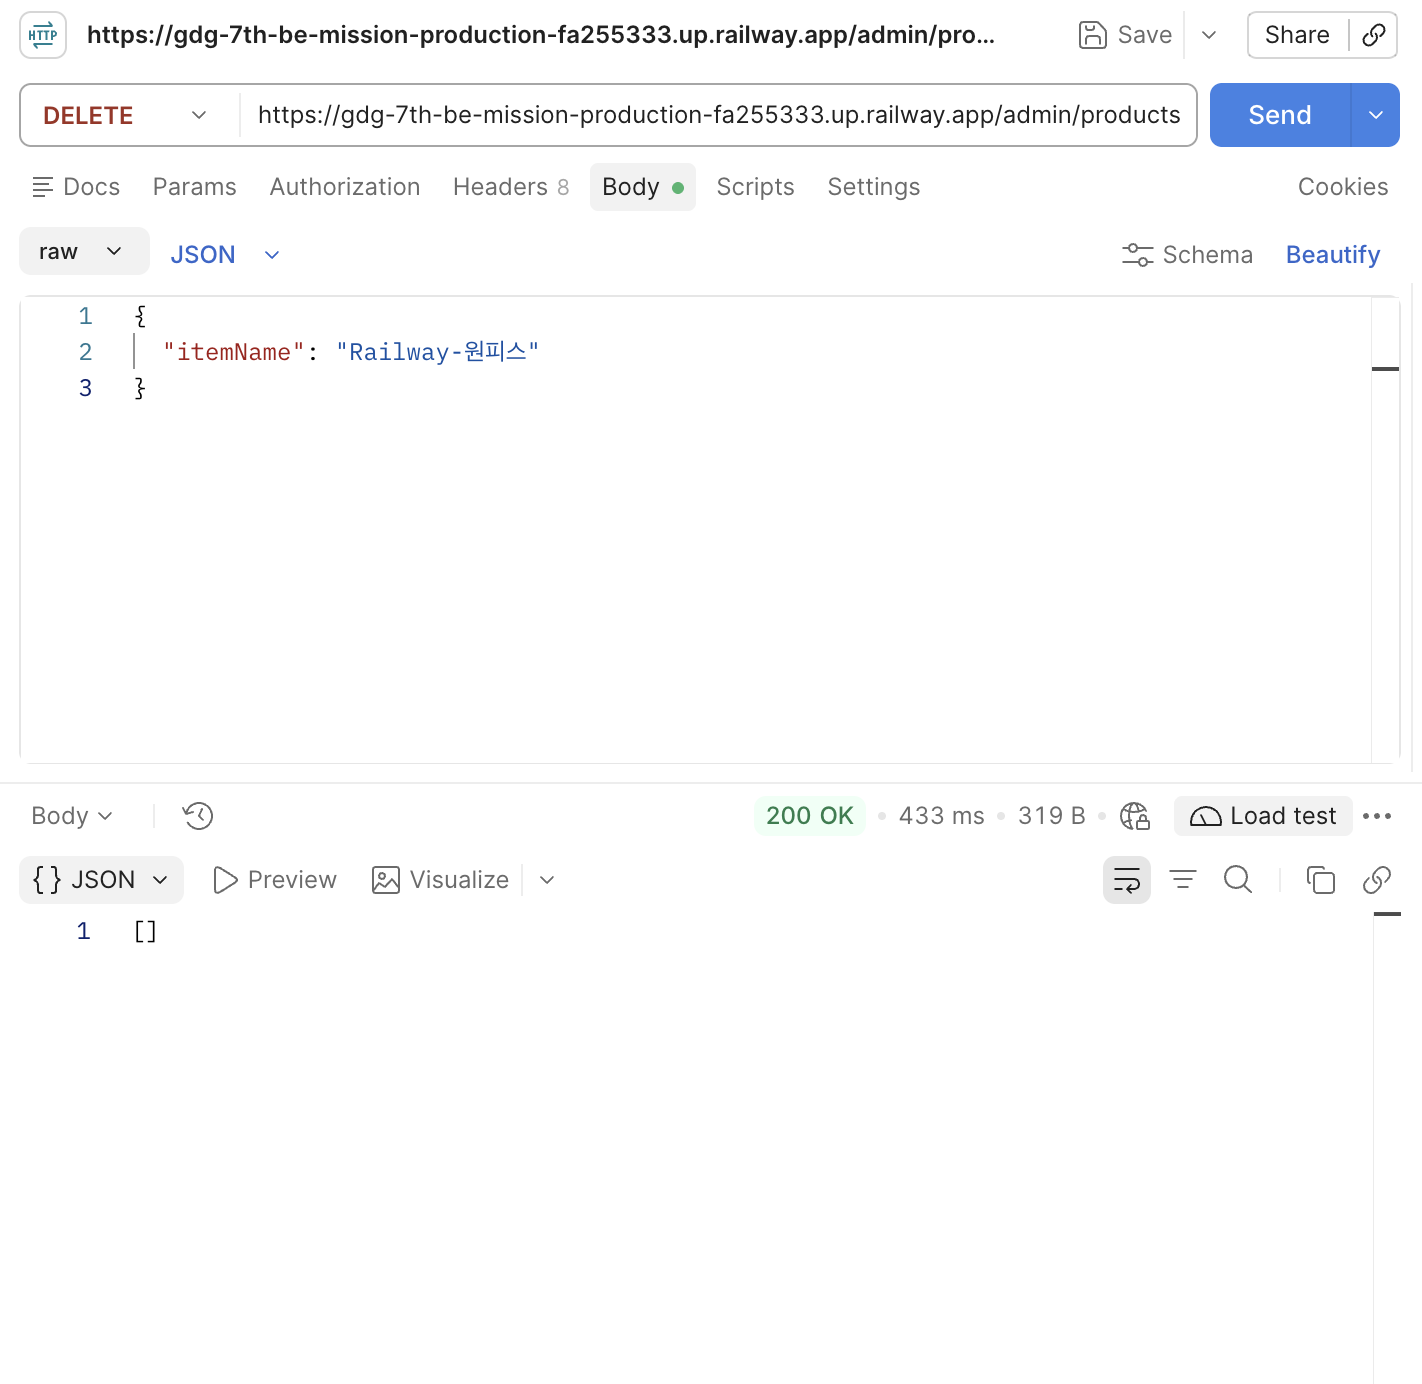 HTTP https://gdg-7th-be-mission-production-fa255333.up.railway.app/admin/pro... Save Share
DELETE https://gdg-7th-be-mission-production-fa255333.up.railway.app/admin/products Send
Docs Params Authorization Headers 8 Body Scripts Settings Cookies
raw JSON Schema Beautify
1 {
2 "itemName": "Railway-원피스"
3 }
Body 200 OK 433 ms 319 B Load test
{} JSON Preview Visualize
1 []